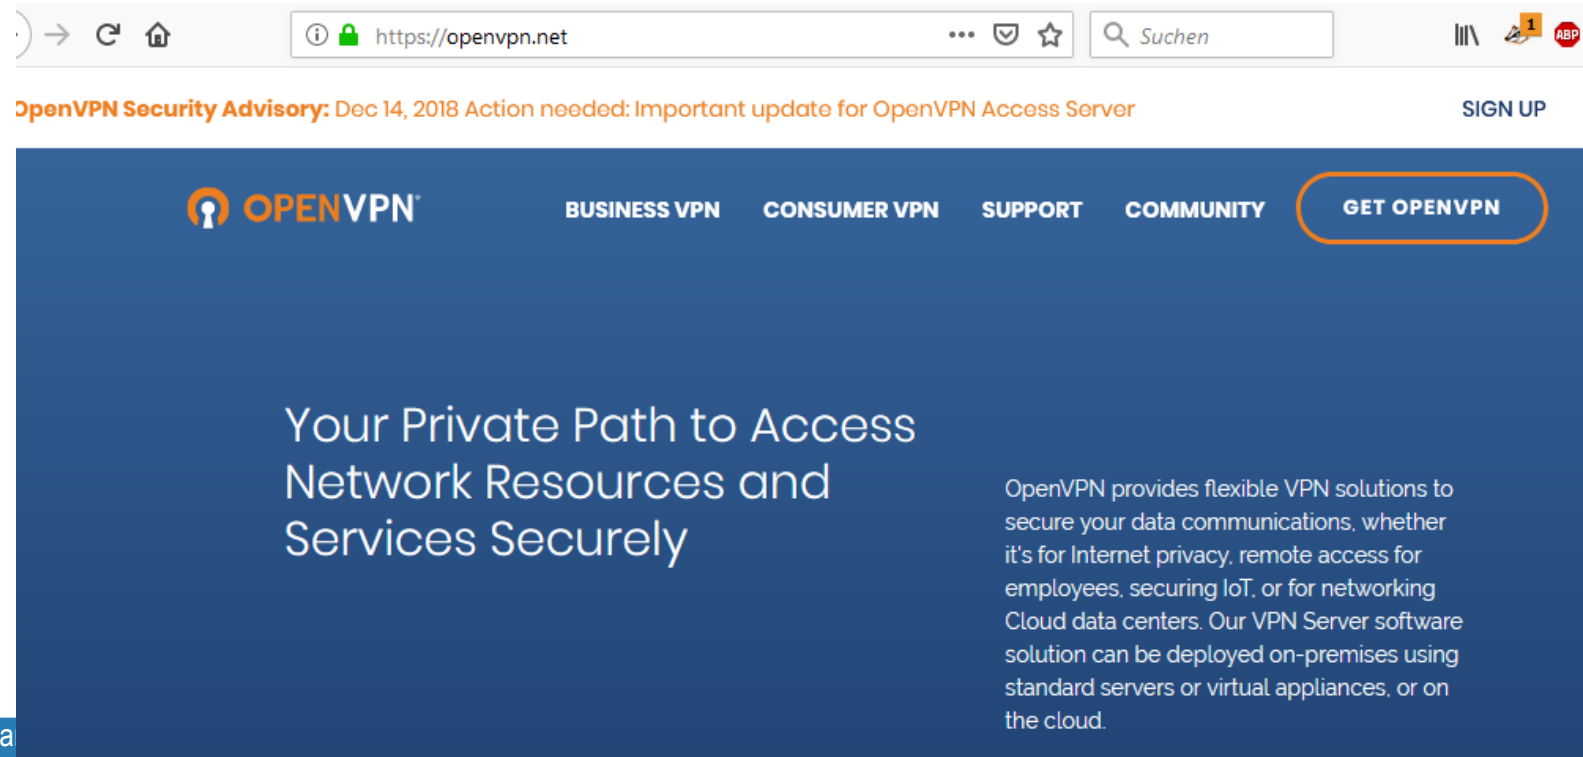 https://openvpn.net
Suchen
1
ABP
OpenVPN Security Advisory: Dec 14, 2018 Action needed: Important update for OpenVPN Access Server
SIGN UP
OPENVPN
BUSINESS VPN
CONSUMER VPN
SUPPORT
COMMUNITY
GET OPENVPN
Your Private Path to Access
Network Resources and
Services Securely
OpenVPN provides flexible VPN solutions to
secure your data communications, whether
it's for Internet privacy, remote access for
employees, securing IoT, or for networking
Cloud data centers. Our VPN Server software
solution can be deployed on-premises using
standard servers or virtual appliances, or on
the cloud.